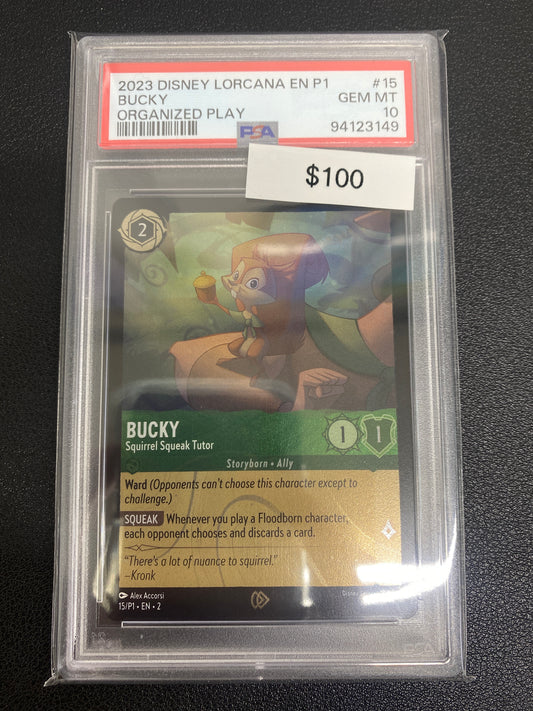 2023 DISNEY LORCANA EN P1 #15
BUCKY GEM MT
ORGANIZED PLAY 10
PSA 94123149
$100
2
BUCKY
Squirrel Squeak Tutor
1 1
Storyborn • Ally
Ward (Opponents can't choose this character except to
challenge.)
SQUEAK Whenever you play a Floodborn character,
each opponent chooses and discards a card.
"There's a lot of nuance to squirrel."
–Kronk
Alex Accorsi Disney
15/P1 • EN • 2
PSA